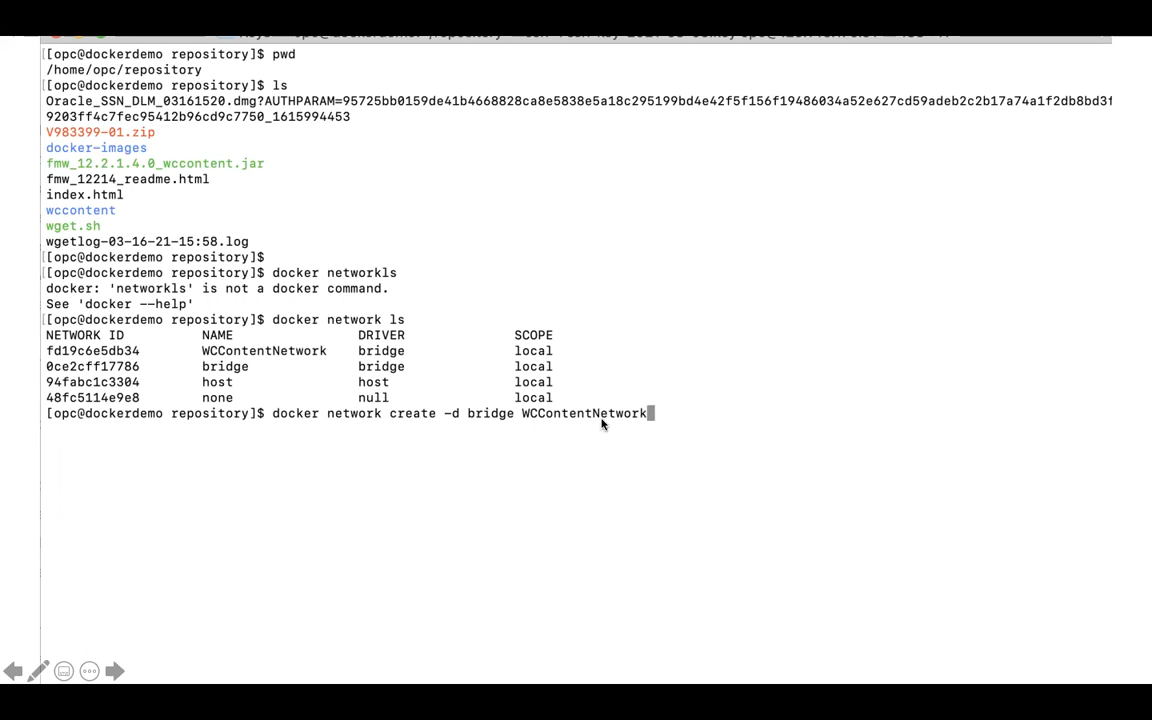 [opc@dockerdemo repository]$ pwd
/home/opc/repository
[opc@dockerdemo repository]$ ls
Oracle_SSN_DLM_03161520.dmg?AUTHPARAM=95725bb0159de41b4668828ca8e5838e5a18c295199bd4e42f5f156f19486034a52e627cd59adeb2c2b17a74a1f2db8bd3f
9203ff4c7fec95412b96cd9c7750_1615994453
V983399-01.zip
docker-images
fmw_12.2.1.4.0_wccontent.jar
fmw_12214_readme.html
index.html
wccontent
wget.sh
wgetlog-03-16-21-15:58.log
[opc@dockerdemo repository]$
[opc@dockerdemo repository]$ docker networkls
docker: 'networkls' is not a docker command.
See 'docker --help'
[opc@dockerdemo repository]$ docker network ls
NETWORK ID NAME DRIVER SCOPE
fd19c6e5db34 WCContentNetwork bridge local
0ce2cff17786 bridge bridge local
94fabc1c3304 host host local
48fc5114e9e8 none null local
[opc@dockerdemo repository]$ docker network create -d bridge WCContentNetwork